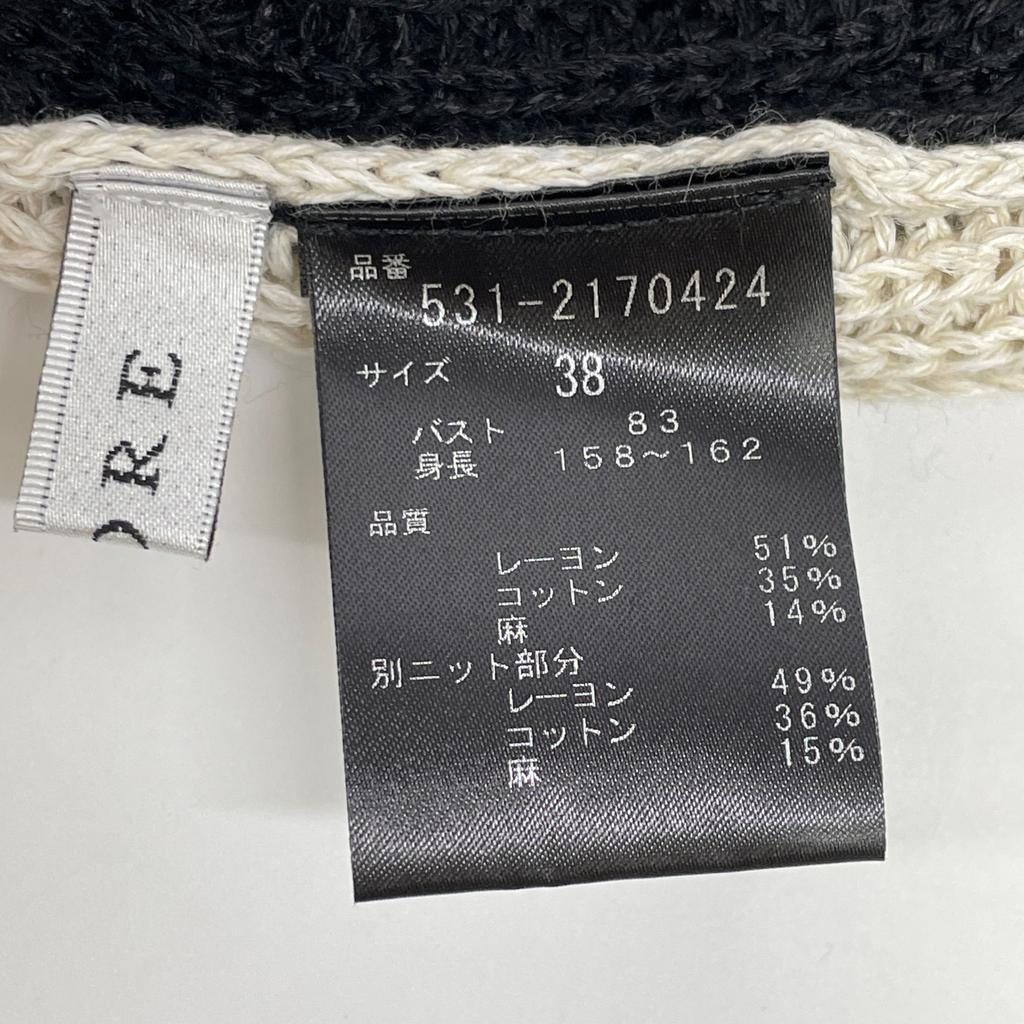 ORE
品番
531-2170424
サイズ 38
バスト 83
身長 158～162
品質
レーヨン 51%
コットン 35%
麻 14%
別ニット部分
レーヨン 49%
コットン 36%
麻 15%